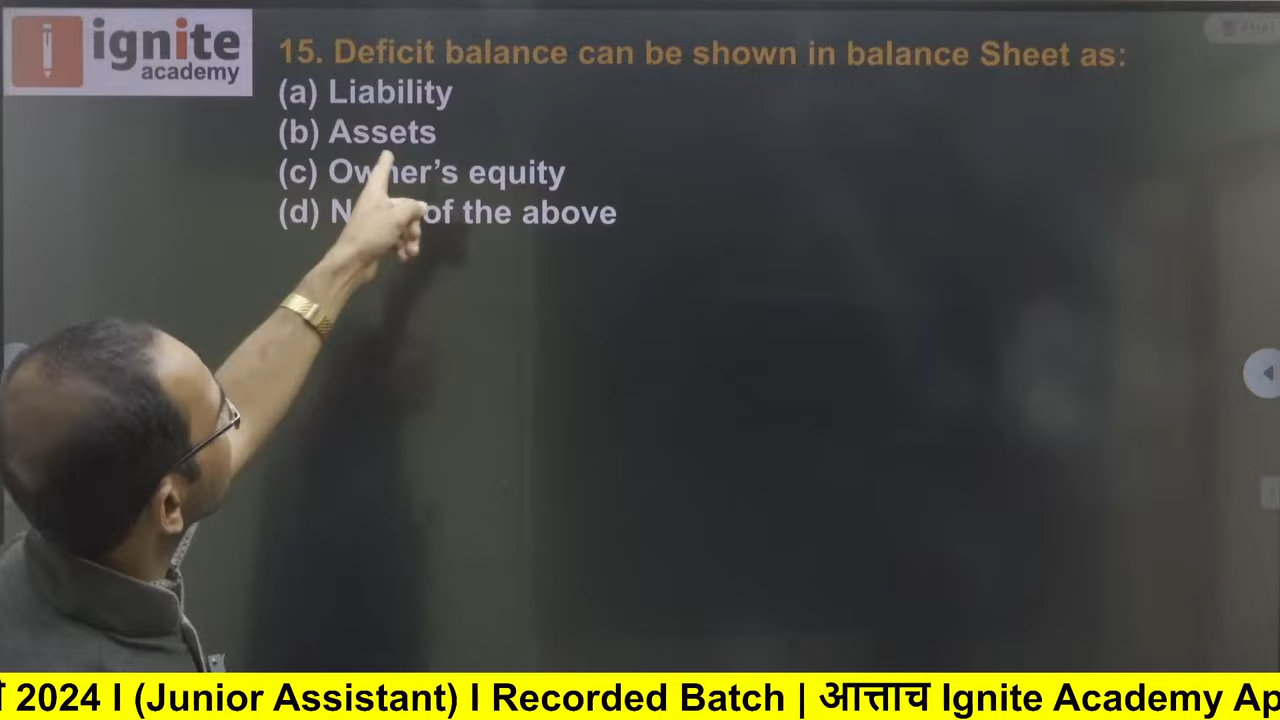 ignite
academy
15. Deficit balance can be shown in balance Sheet as:
(a) Liability
(b) Assets
(c) Owner's equity
(d) of the above
2024 I (Junior Assistant) I Recorded Batch | आत्ताच Ignite Academy Ap